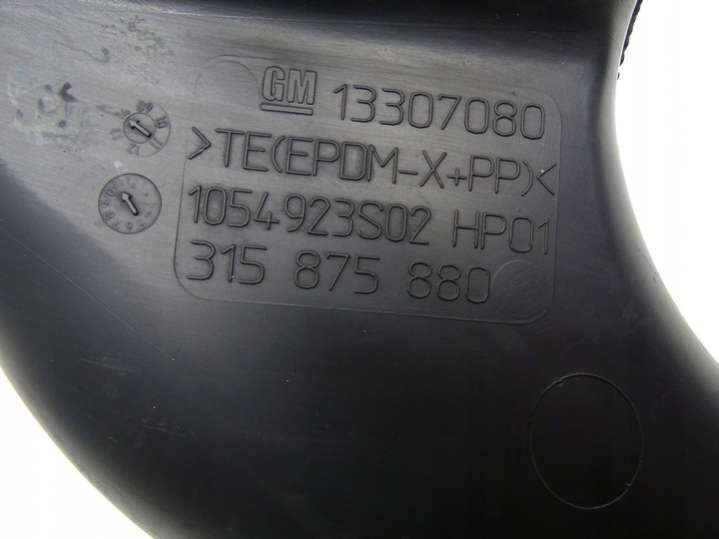 GM 13307080
>TE(EPDM-X+PP)<
1054923S02 HP01
315 875 880